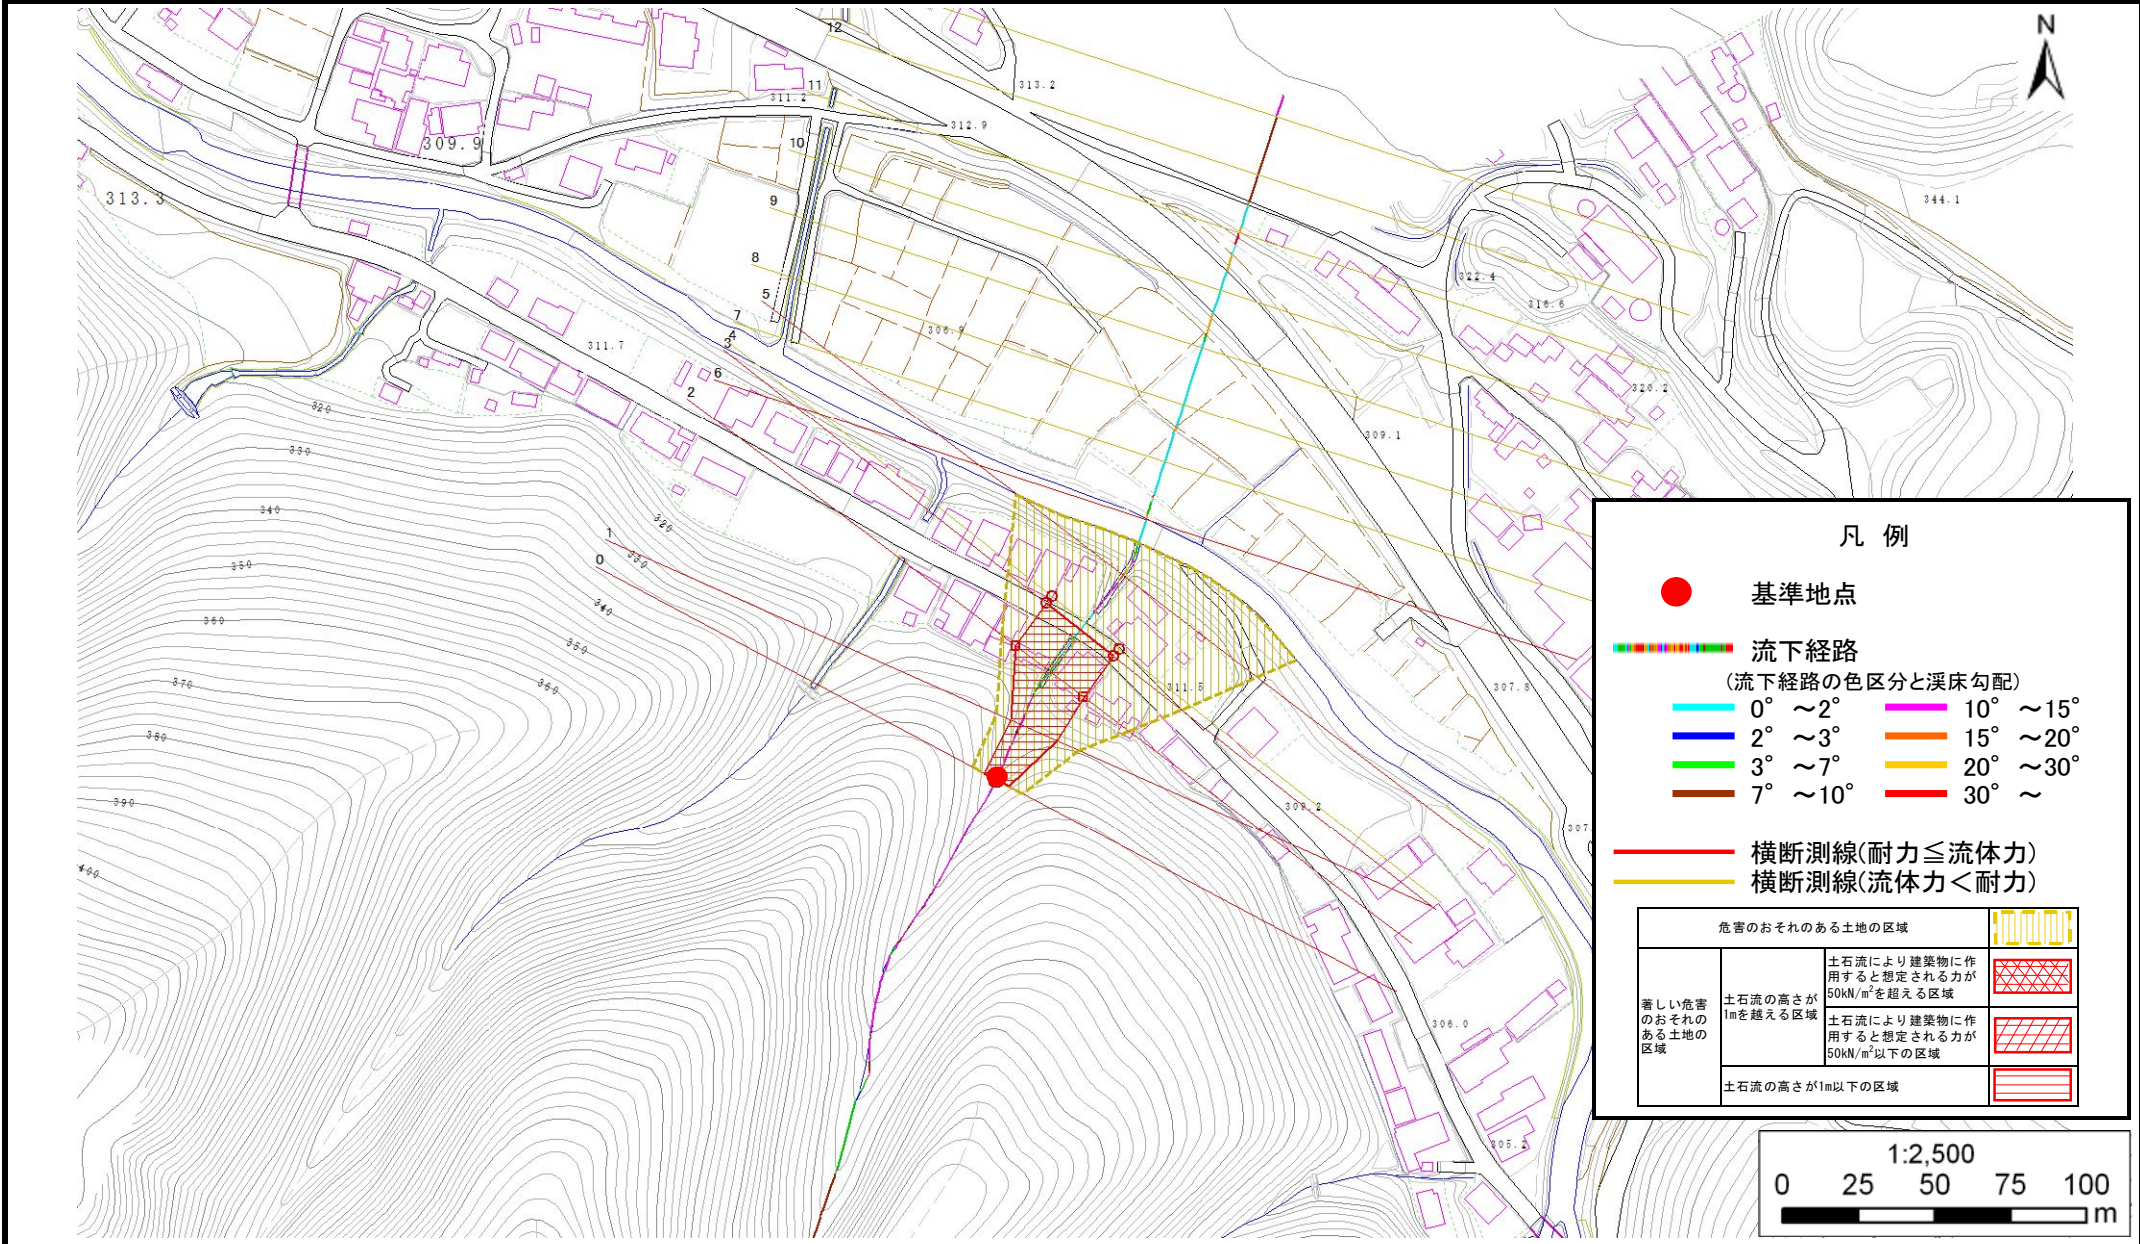 12
11
311.2
10
9
8
5
7
4
3
6
2
1
0
313.2
312.9
309.9
313.3
311.7
306.9
309.1
322.4
316.6
320.2
344.1
307.8
311.5
309.2
306.0
305.2
307.
320
330
340
350
360
370
380
390
400
320
330
340
350
360
N
凡 例
基準地点
流下経路
(流下経路の色区分と渓床勾配)
0° ~2° 10° ~15°
2° ~3° 15° ~20°
3° ~7° 20° ~30°
7° ~10° 30° ~
横断測線(耐力≦流体力)
横断測線(流体力<耐力)
危害のおそれのある土地の区域
著しい危害
のおそれの
ある土地の
区域
土石流の高さが
1mを越える区域
土石流により建築物に作
用すると想定される力が
50kN/m²を超える区域
土石流により建築物に作
用すると想定される力が
50kN/m²以下の区域
土石流の高さが1m以下の区域
1:2,500
0 25 50 75 100
m